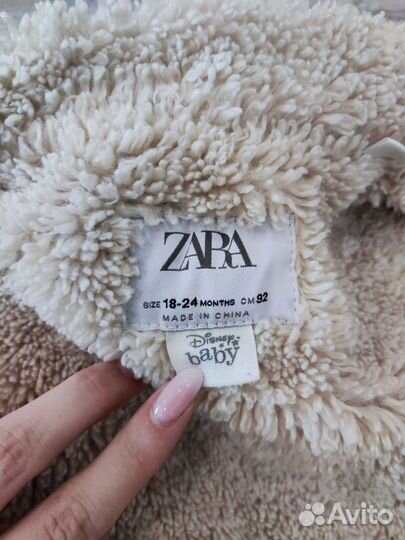 ZARA
SIZE 18-24 MONTHS CM 92
MADE IN CHINA
Disney
baby
Avito